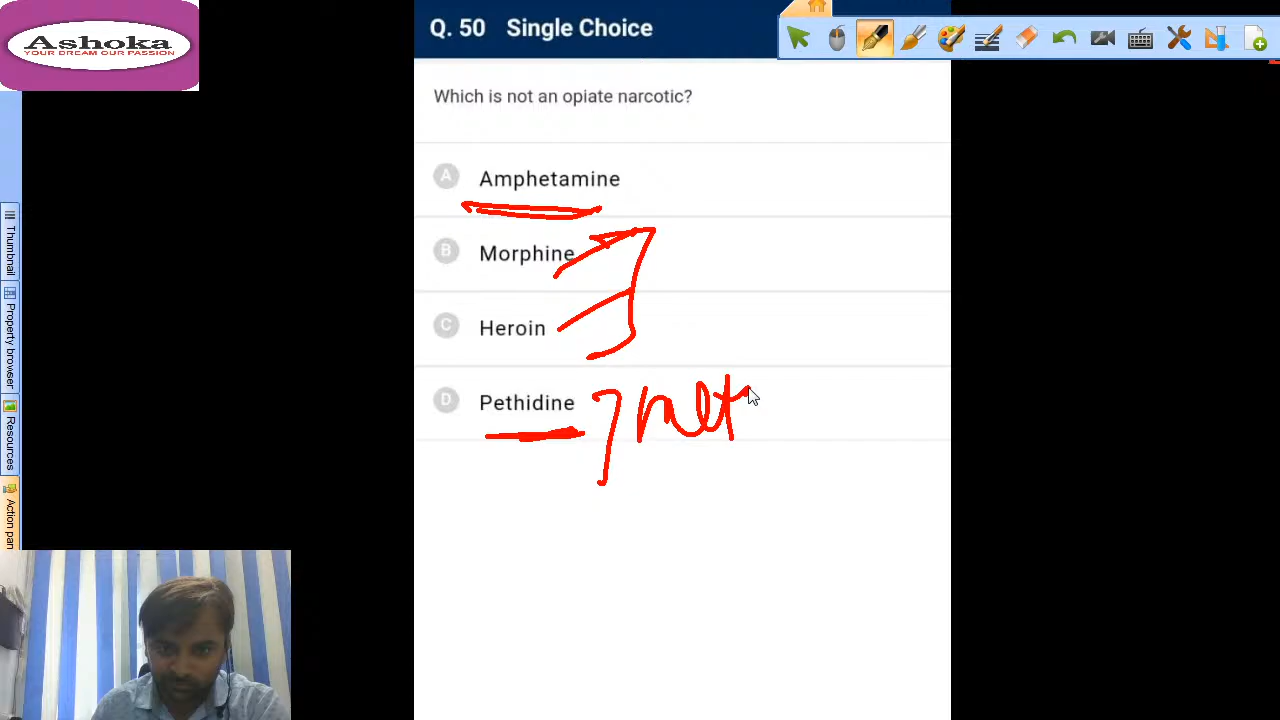 Ashoka
YOUR DREAM OUR PASSION
Q. 50 Single Choice
Which is not an opiate narcotic?
A Amphetamine
B Morphine
C Heroin
D Pethidine
met
Thumbnail
Property browser
Resources
Action pan